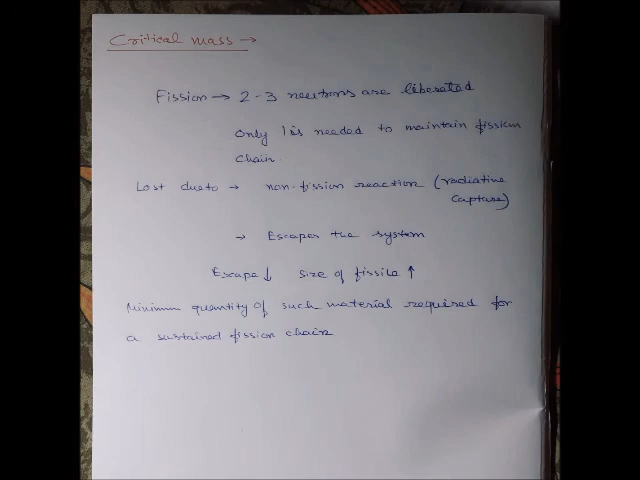 Critical mass →
Fission → 2-3 neutrons are liberated
Only 1 is needed to maintain fission
chain.
Lost due to → non-fission reaction (radiative
capture)
→ Escapes the system
Escape ↓ size of fissile ↑
Minimum quantity of such material required for
a sustained fission chain